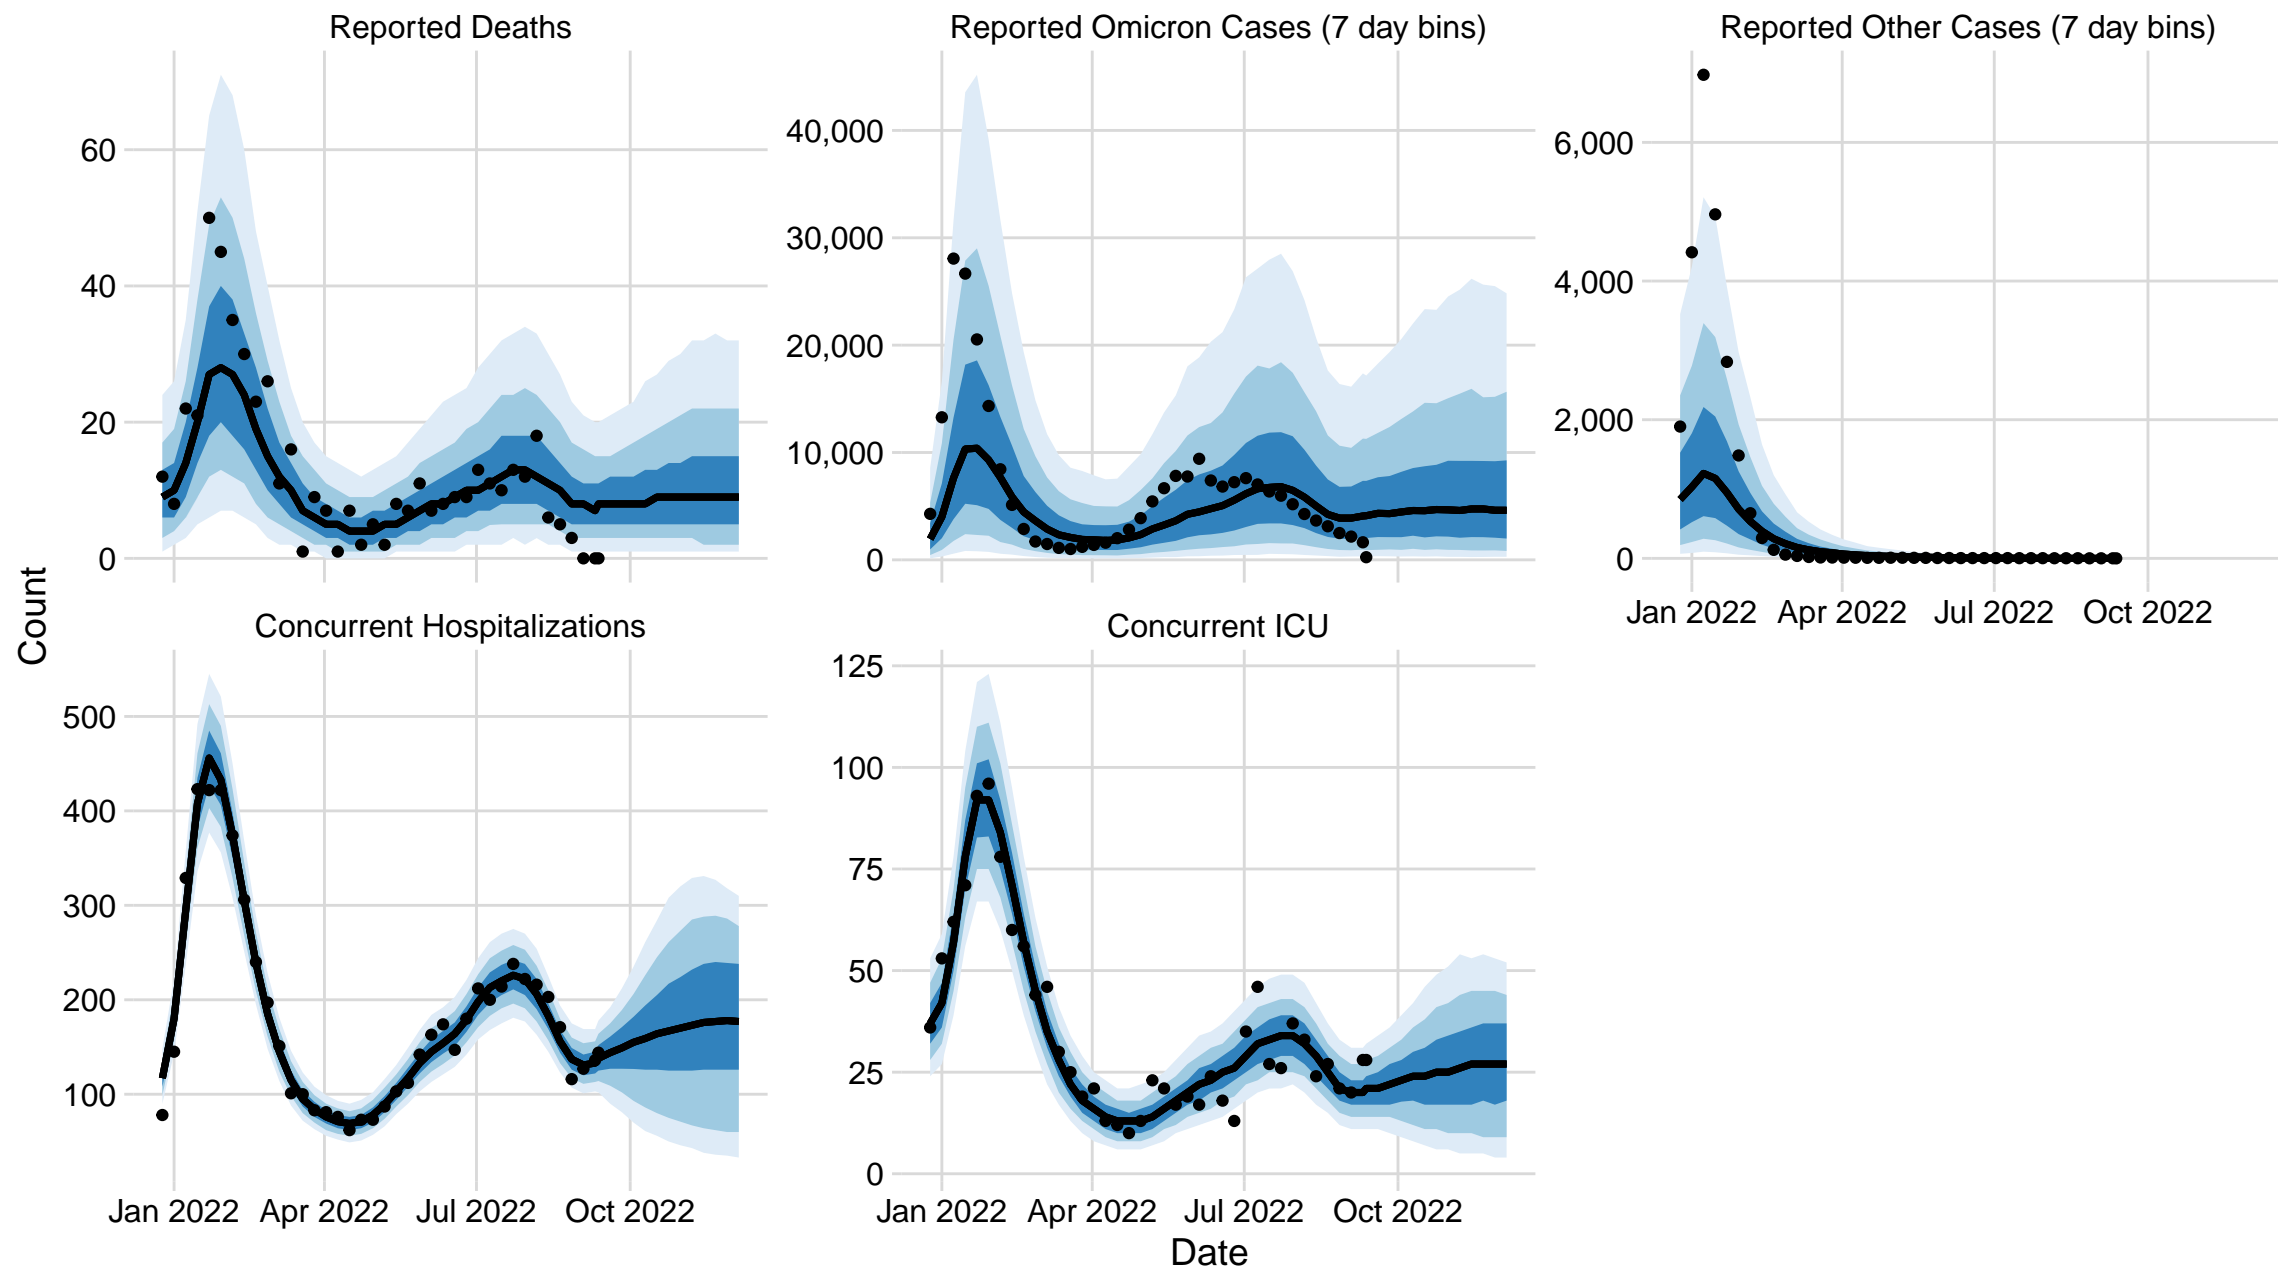 Reported Deaths
Reported Omicron Cases (7 day bins)
Reported Other Cases (7 day bins)
60
40
20
0
40,000
30,000
20,000
10,000
0
6,000
4,000
2,000
0
Jan 2022 Apr 2022 Jul 2022 Oct 2022
Count
Concurrent Hospitalizations
Concurrent ICU
500
400
300
200
100
125
100
75
50
25
0
Jan 2022 Apr 2022 Jul 2022 Oct 2022
Jan 2022 Apr 2022 Jul 2022 Oct 2022
Date